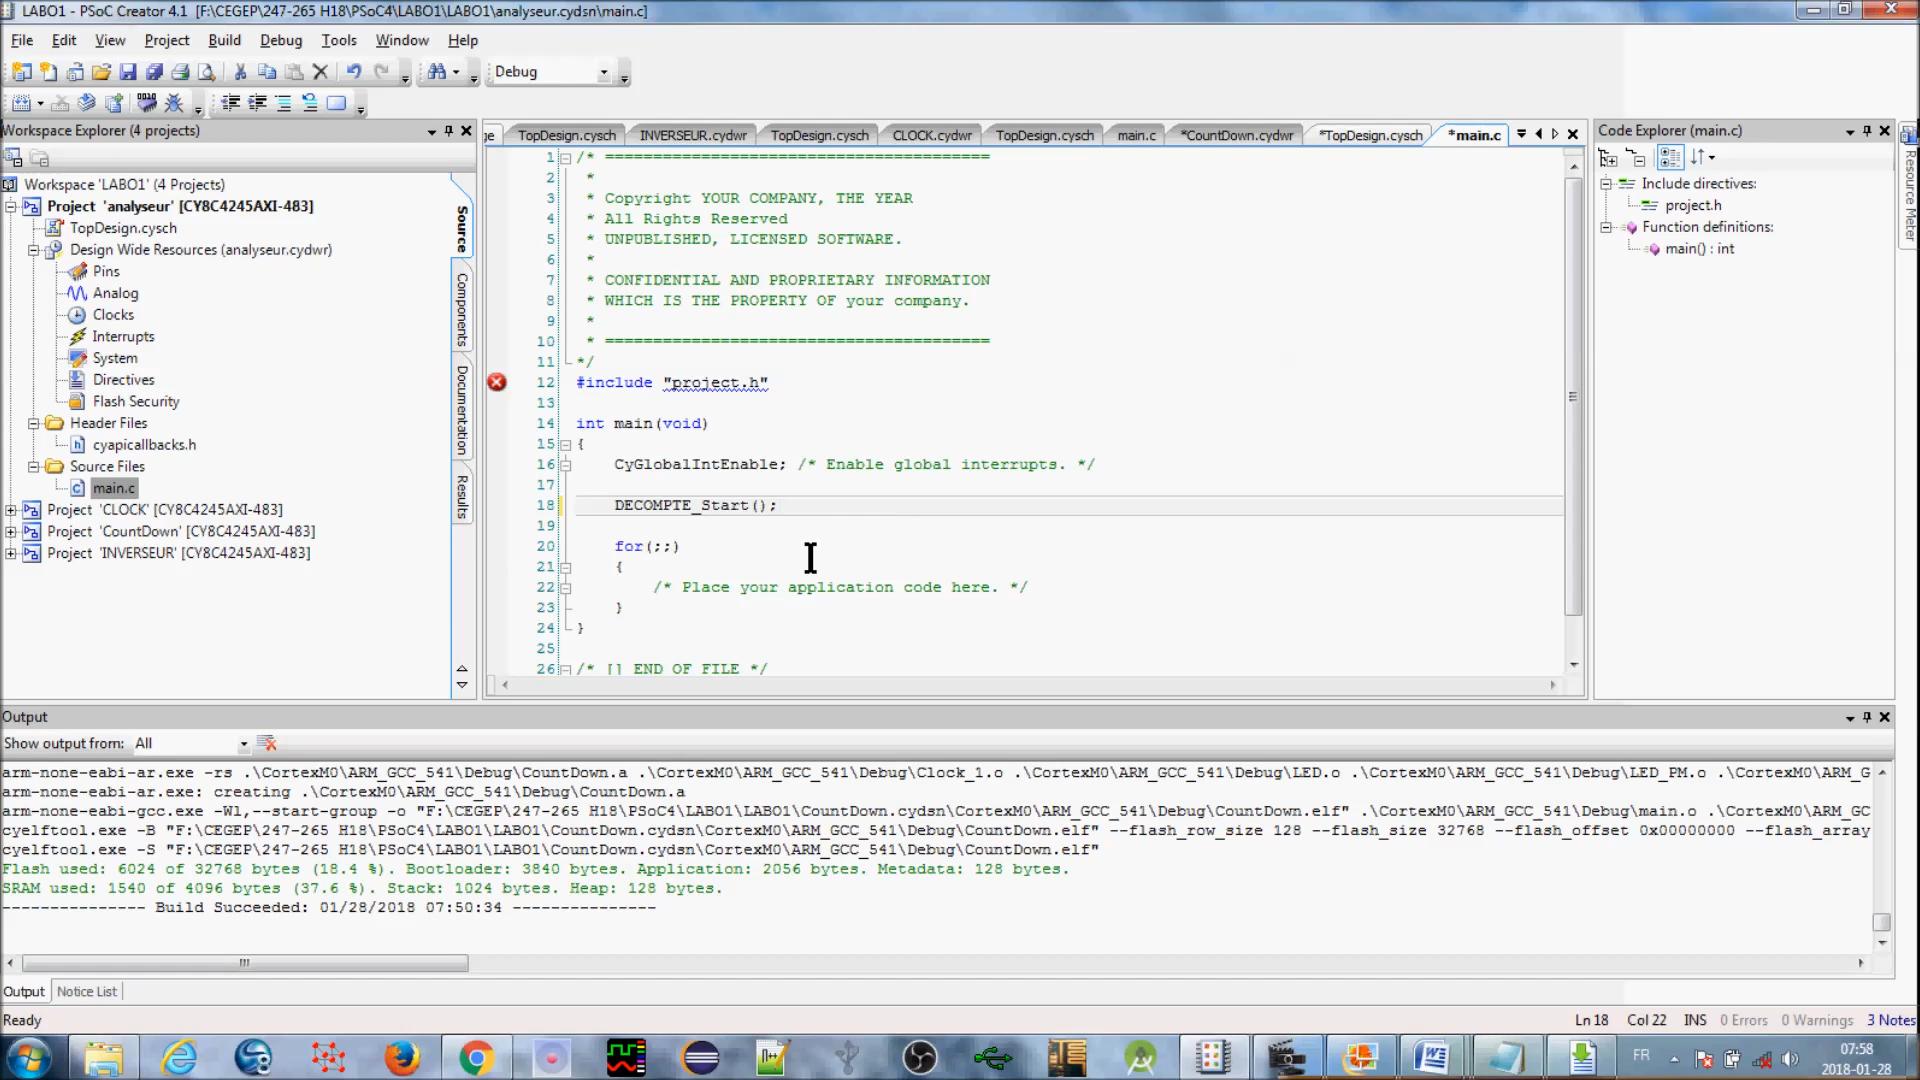 LABO1 - PSoC Creator 4.1 [F:\CEGEP\247-265 H18\PSoC4\LABO1\LABO1\analyseur.cydsn\main.c]
File Edit View Project Build Debug Tools Window Help
Debug
Workspace Explorer (4 projects)
Workspace 'LABO1' (4 Projects)
Project 'analyseur' [CY8C4245AXI-483]
TopDesign.cysch
Design Wide Resources (analyseur.cydwr)
Pins
Analog
Clocks
Interrupts
System
Directives
Flash Security
Header Files
cyapicallbacks.h
Source Files
main.c
Project 'CLOCK' [CY8C4245AXI-483]
Project 'CountDown' [CY8C4245AXI-483]
Project 'INVERSEUR' [CY8C4245AXI-483]
Source
Components
Documentation
Results
ge TopDesign.cysch INVERSEUR.cydwr TopDesign.cysch CLOCK.cydwr TopDesign.cysch main.c *CountDown.cydwr *TopDesign.cysch *main.c
1 /* ========================================
2 *
3 * Copyright YOUR COMPANY, THE YEAR
4 * All Rights Reserved
5 * UNPUBLISHED, LICENSED SOFTWARE.
6 *
7 * CONFIDENTIAL AND PROPRIETARY INFORMATION
8 * WHICH IS THE PROPERTY OF your company.
9 *
10 * ========================================
11 */
12 #include "project.h"
13
14 int main(void)
15 {
16 CyGlobalIntEnable; /* Enable global interrupts. */
17
18 DECOMPTE_Start();
19
20 for(;;)
21 {
22 /* Place your application code here. */
23 }
24 }
25
26 /* [] END OF FILE */
Code Explorer (main.c)
Include directives:
project.h
Function definitions:
main() : int
Resource Meter
Output
Show output from: All
arm-none-eabi-ar.exe -rs .\CortexM0\ARM_GCC_541\Debug\CountDown.a .\CortexM0\ARM_GCC_541\Debug\Clock_1.o .\CortexM0\ARM_GCC_541\Debug\LED.o .\CortexM0\ARM_GCC_541\Debug\LED_PM.o .\CortexM0\ARM_G
arm-none-eabi-ar.exe: creating .\CortexM0\ARM_GCC_541\Debug\CountDown.a
arm-none-eabi-gcc.exe -Wl,--start-group -o "F:\CEGEP\247-265 H18\PSoC4\LABO1\LABO1\CountDown.cydsn\CortexM0\ARM_GCC_541\Debug\CountDown.elf" .\CortexM0\ARM_GCC_541\Debug\main.o .\CortexM0\ARM_GC
cyelftool.exe -B "F:\CEGEP\247-265 H18\PSoC4\LABO1\LABO1\CountDown.cydsn\CortexM0\ARM_GCC_541\Debug\CountDown.elf" --flash_row_size 128 --flash_size 32768 --flash_offset 0x00000000 --flash_array
cyelftool.exe -S "F:\CEGEP\247-265 H18\PSoC4\LABO1\LABO1\CountDown.cydsn\CortexM0\ARM_GCC_541\Debug\CountDown.elf"
Flash used: 6024 of 32768 bytes (18.4 %). Bootloader: 3840 bytes. Application: 2056 bytes. Metadata: 128 bytes.
SRAM used: 1540 of 4096 bytes (37.6 %). Stack: 1024 bytes. Heap: 128 bytes.
--------------- Build Succeeded: 01/28/2018 07:50:34 ---------------
Output Notice List
Ready
Ln 18 Col 22 INS 0 Errors 0 Warnings 3 Notes
FR
07:58
2018-01-28